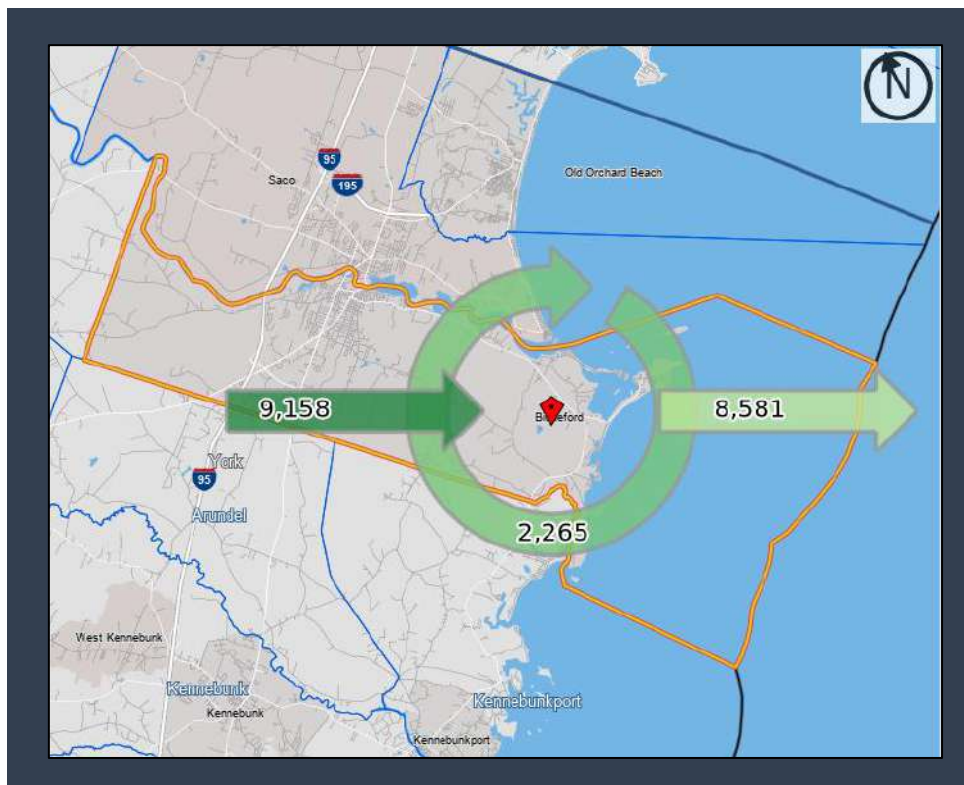 N
Old Orchard Beach
95
Saco
195
9,158
Biddeford
8,581
York
95
Arundel
2,265
West Kennebunk
Kennebunk
Kennebunk
Kennebunkport
Kennebunkport